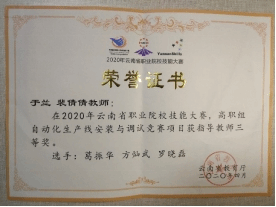 2020年云南省职业院校技能大赛
荣誉证书
于兰 裴倩倩教师：
在2020年云南省职业院校技能大赛，高职组
自动化生产线安装与调试竞赛项目获指导教师三
等奖。
选手：葛振华 方灿武 罗晓磊
云南省教育厅
二〇二〇年四月